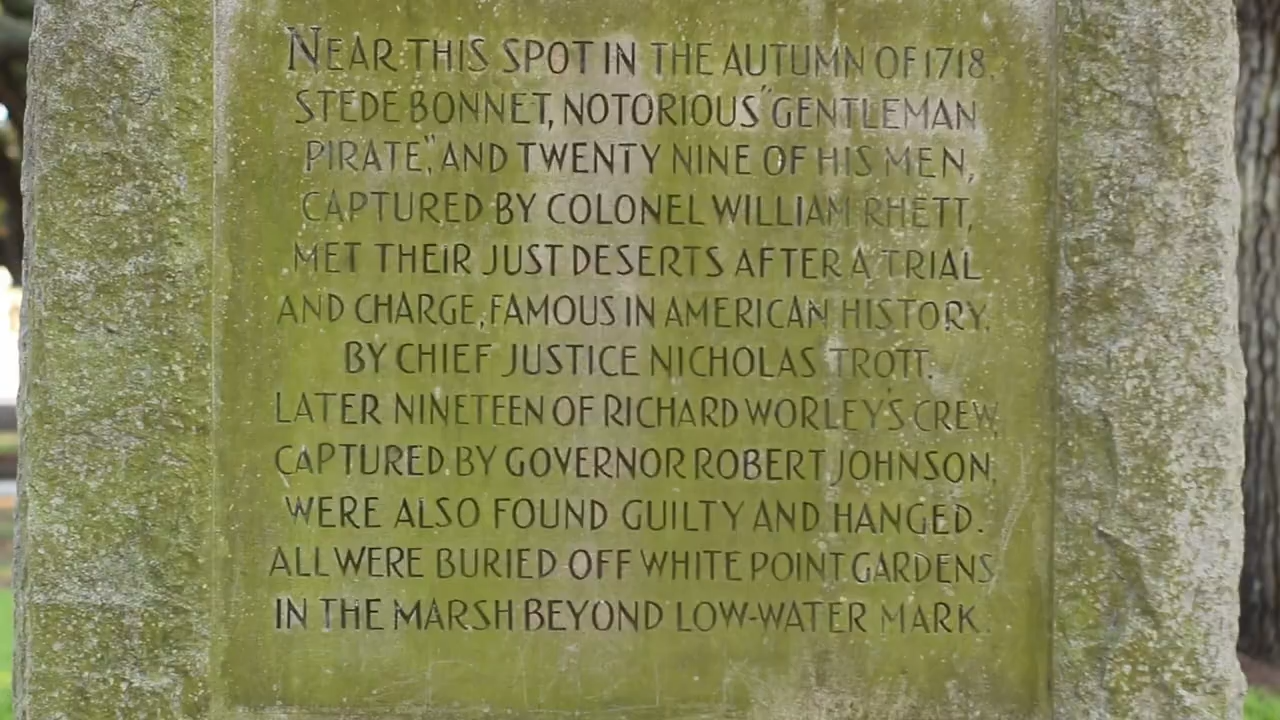 NEAR THIS SPOT IN THE AUTUMN OF 1718,
STEDE BONNET, NOTORIOUS "GENTLEMAN
PIRATE," AND TWENTY NINE OF HIS MEN,
CAPTURED BY COLONEL WILLIAM RHETT,
MET THEIR JUST DESERTS AFTER A TRIAL
AND CHARGE, FAMOUS IN AMERICAN HISTORY,
BY CHIEF JUSTICE NICHOLAS TROTT.
LATER NINETEEN OF RICHARD WORLEY'S CREW,
CAPTURED BY GOVERNOR ROBERT JOHNSON,
WERE ALSO FOUND GUILTY AND HANGED.
ALL WERE BURIED OFF WHITE POINT GARDENS
IN THE MARSH BEYOND LOW-WATER MARK.